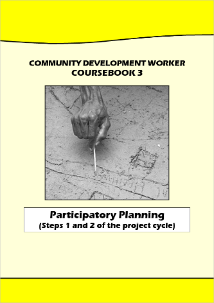 COMMUNITY DEVELOPMENT WORKER
COURSEBOOK 3
Participatory Planning
(Steps 1 and 2 of the project cycle)